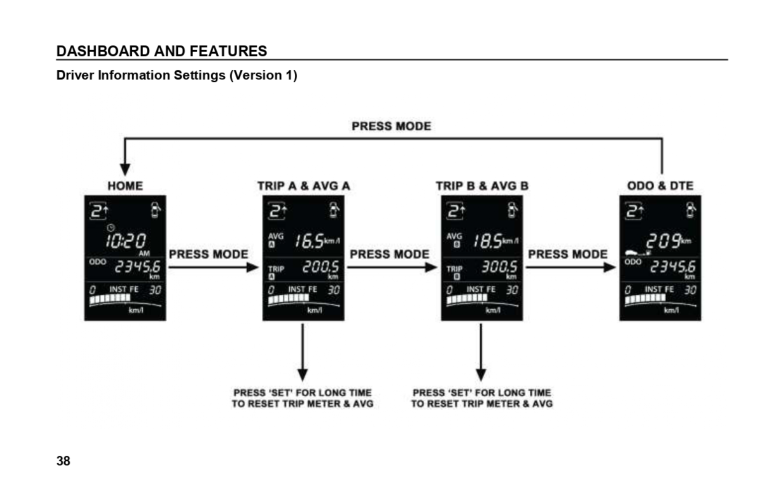 DASHBOARD AND FEATURES
Driver Information Settings (Version 1)
PRESS MODE
HOME
TRIP A & AVG A
TRIP B & AVG B
ODO & DTE
2
10:20
AM
ODO 2345.6
km
0 INST FE 30
km/l
PRESS MODE
2
AVG A 16.5 km/l
TRIP A 200.5
km
0 INST FE 30
km/l
PRESS MODE
2
AVG B 18.5 km/l
TRIP B 300.5
km
0 INST FE 30
km/l
PRESS MODE
2
209 km
ODO 2345.6
km
0 INST FE 30
km/l
PRESS ‘SET’ FOR LONG TIME
TO RESET TRIP METER & AVG
PRESS ‘SET’ FOR LONG TIME
TO RESET TRIP METER & AVG
38